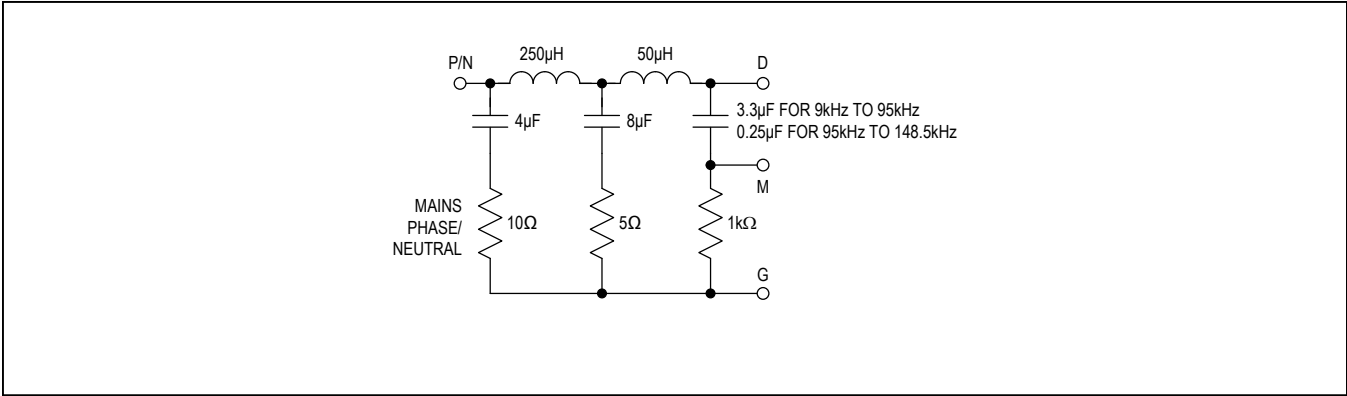 250µH
50µH
P/N
D
4µF
8µF
3.3µF FOR 9kHz TO 95kHz
0.25µF FOR 95kHz TO 148.5kHz
M
MAINS
PHASE/
NEUTRAL
10Ω
5Ω
1kΩ
G